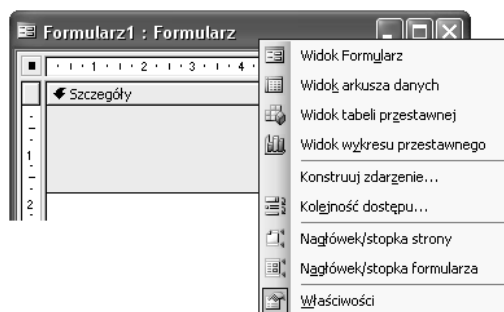 Formularz1 : Formularz
1 2 3 4
Szczegóły
1
2
Widok Formularz
Widok arkusza danych
Widok tabeli przestawnej
Widok wykresu przestawnego
Konstruuj zdarzenie...
Kolejność dostępu...
Nagłówek/stopka strony
Nagłówek/stopka formularza
Właściwości